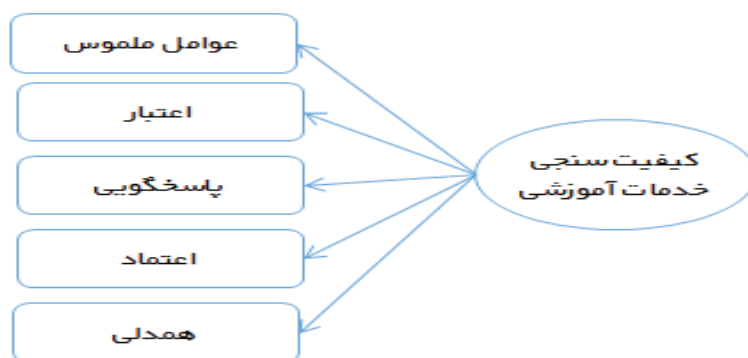 کیفیت سنجی
خدمات آموزشی
عوامل ملموس
اعتبار
پاسخگویی
اعتماد
همدلی